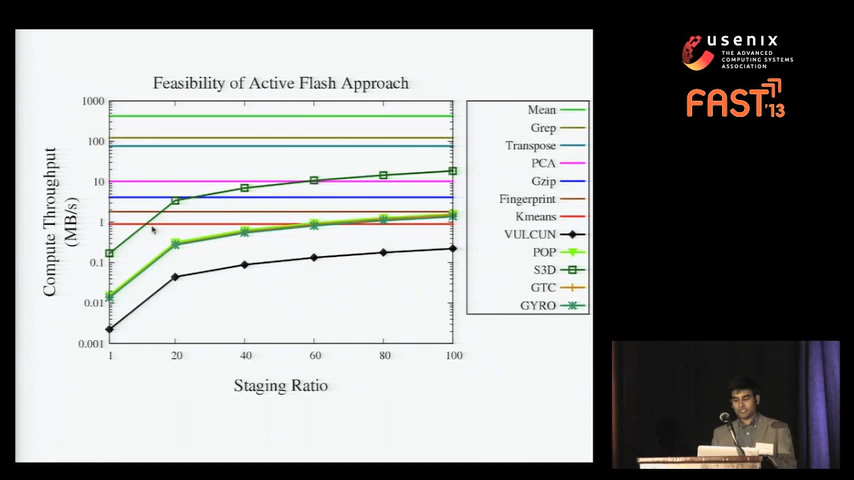 Feasibility of Active Flash Approach
1000
100
10
1
0.1
0.01
0.001
Compute Throughput
(MB/s)
1
20
40
60
80
100
Staging Ratio
Mean
Grep
Transpose
PCA
Gzip
Fingerprint
Kmeans
VULCUN
POP
S3D
GTC
GYRO
usenix
THE ADVANCED
COMPUTING SYSTEMS
ASSOCIATION
FAST'13